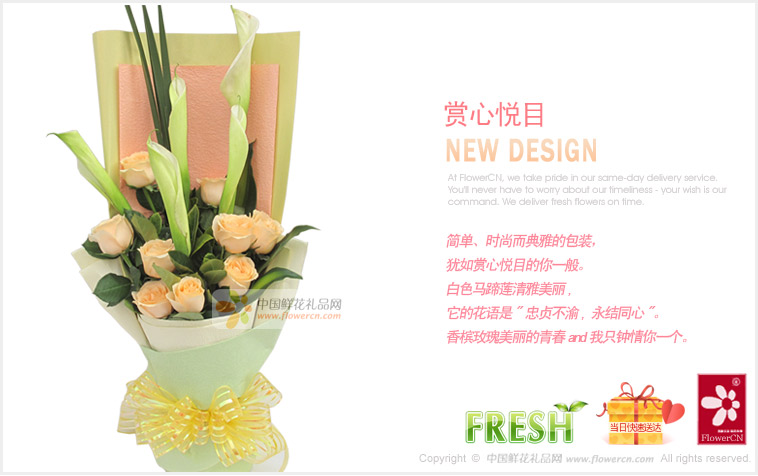 赏心悦目
NEW DESIGN
At FlowerCN, we take pride in our same-day delivery service.
You'll never have to worry about our timeliness - your wish is our
command. We deliver fresh flowers on time.
简单、时尚而典雅的包装，
犹如赏心悦目的你一般。
白色马蹄莲清雅美丽，
它的花语是 " 忠贞不渝，永结同心 "。
香槟玫瑰美丽的青春 and 我只钟情你一个。
中国鲜花礼品网
www.flowercn.com
FRESH
当日快速送达
FlowerCN
Copyright © 中国鲜花礼品网 www.flowercn.com All rights reserved.